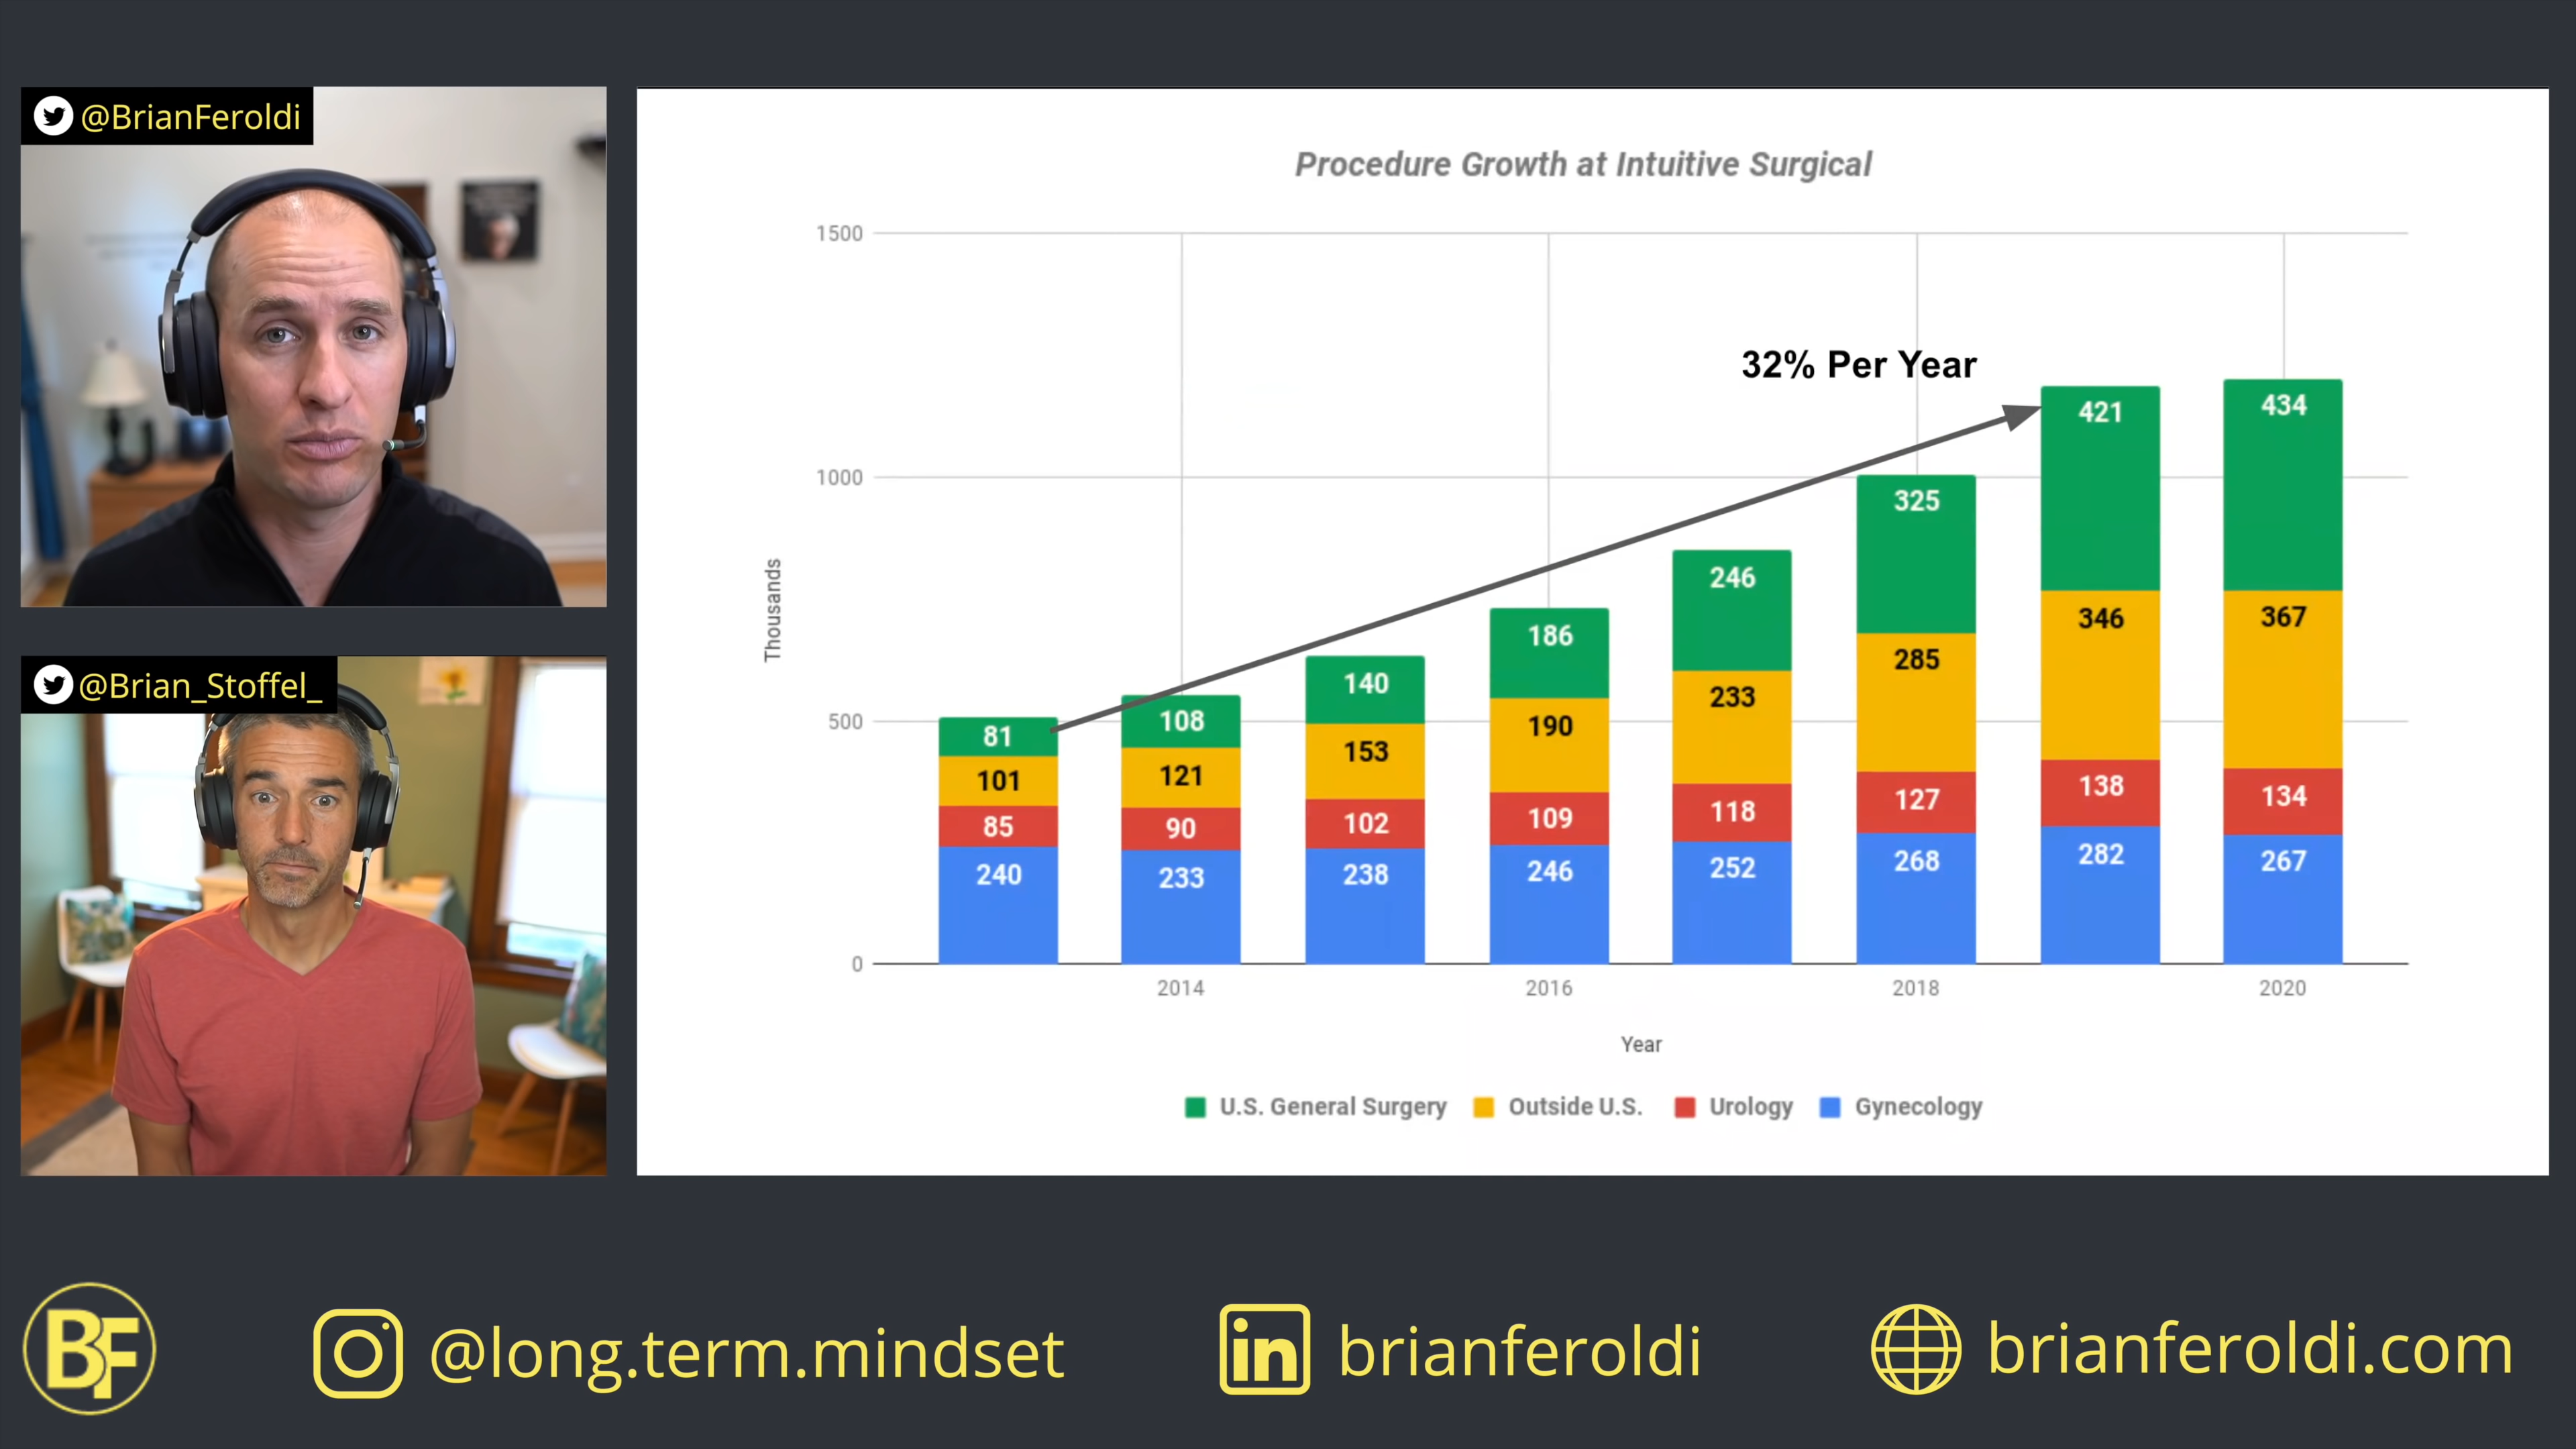 @BrianFeroldi
@Brian_Stoffel_
Procedure Growth at Intuitive Surgical
1500
1000
500
0
Thousands
32% Per Year
81
101
85
240
108
121
90
233
140
153
102
238
186
190
109
246
246
233
118
252
325
285
127
268
421
346
138
282
434
367
134
267
2014 2016 2018 2020
Year
U.S. General Surgery Outside U.S. Urology Gynecology
BF
@long.term.mindset
in
brianferoldi
brianferoldi.com